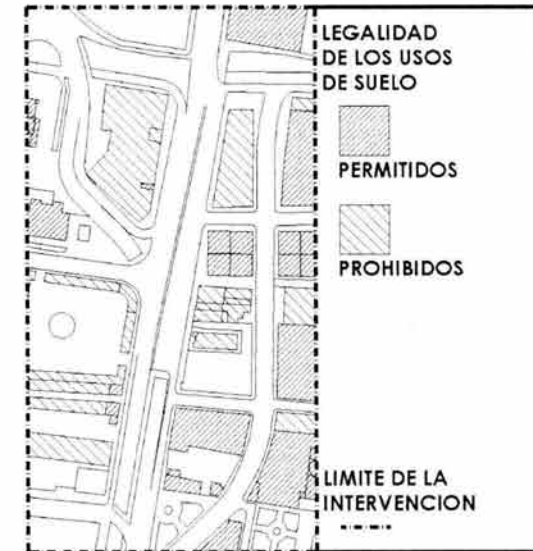 LEGALIDAD
DE LOS USOS
DE SUELO
PERMITIDOS
PROHIBIDOS
LIMITE DE LA
INTERVENCION